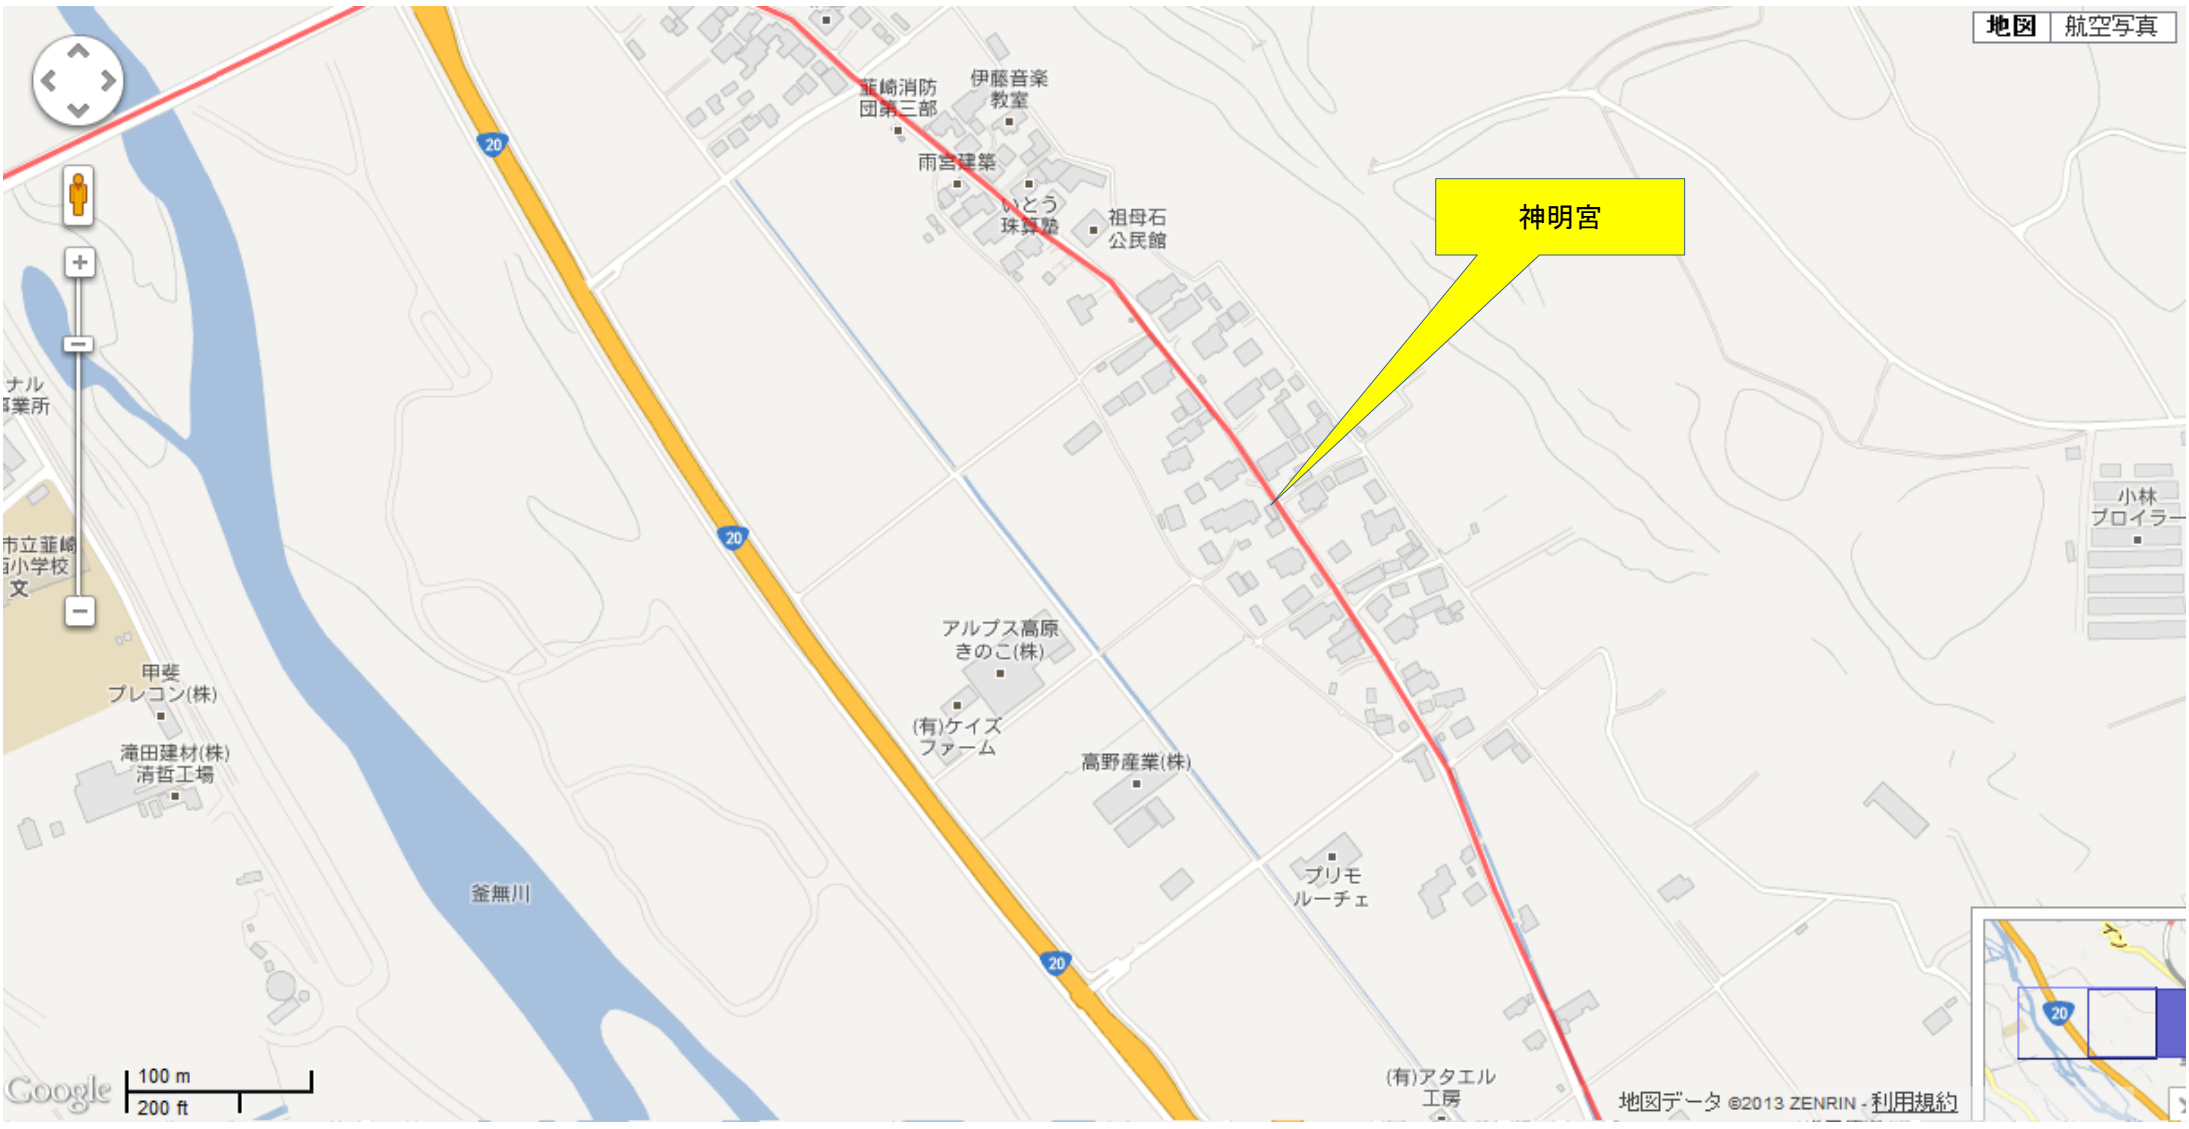 地図
航空写真
韮崎消防
団第三部
伊藤音楽
教室
20
雨宮建築
いとう
珠算塾
祖母石
公民館
神明宮
ナル
事業所
小林
ブロイラー
市立韮崎
西小学校
文
20
アルプス高原
きのこ(株)
甲斐
プレコン(株)
(有)ケイズ
ファーム
滝田建材(株)
清哲工場
高野産業(株)
プリモ
ルーチェ
釜無川
イン
20
20
(有)アタエル
工房
Google
100 m
200 ft
地図データ ©2013 ZENRIN - 利用規約